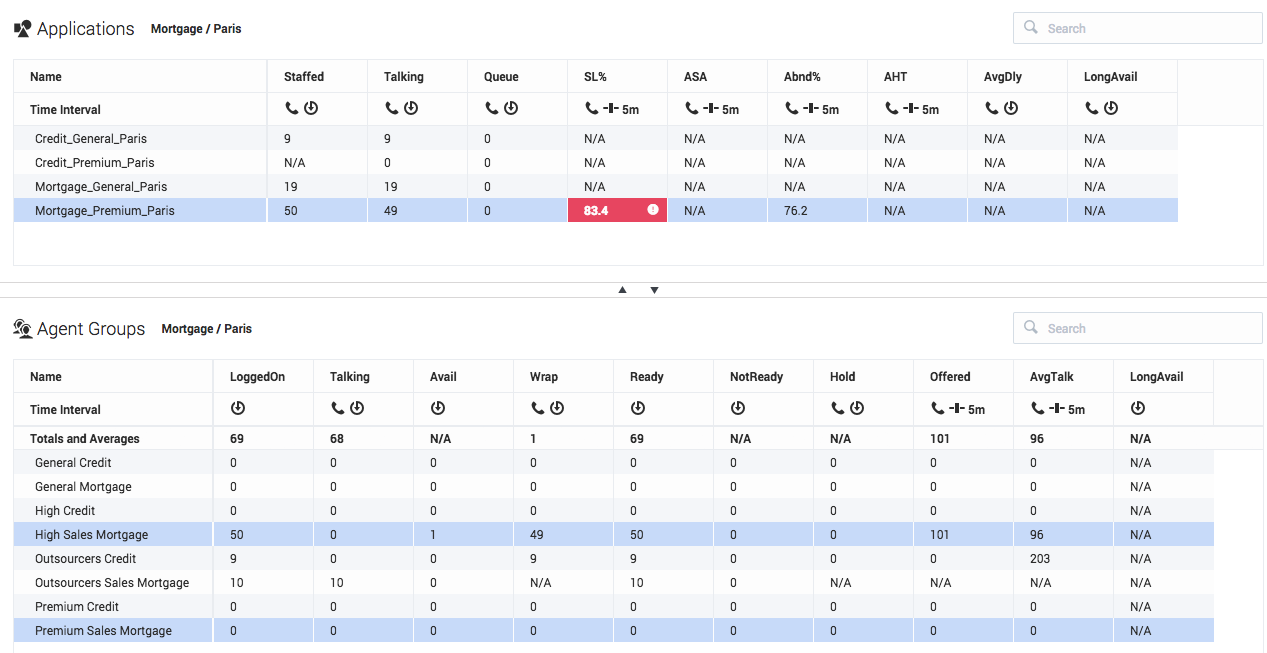 Applications Mortgage / Paris Search
Name Staffed Talking Queue SL% ASA Abnd% AHT AvgDly LongAvail
Time Interval 5m 5m 5m 5m
Credit_General_Paris 9 9 0 N/A N/A N/A N/A N/A N/A
Credit_Premium_Paris N/A 0 0 N/A N/A N/A N/A N/A N/A
Mortgage_General_Paris 19 19 0 N/A N/A N/A N/A N/A N/A
Mortgage_Premium_Paris 50 49 0 83.4 N/A 76.2 N/A N/A N/A
Agent Groups Mortgage / Paris Search
Name LoggedOn Talking Avail Wrap Ready NotReady Hold Offered AvgTalk LongAvail
Time Interval 5m 5m
Totals and Averages 69 68 N/A 1 69 N/A N/A 101 96 N/A
General Credit 0 0 0 0 0 0 0 0 0 N/A
General Mortgage 0 0 0 0 0 0 0 0 0 N/A
High Credit 0 0 0 0 0 0 0 0 0 N/A
High Sales Mortgage 50 0 1 49 50 0 0 101 96 N/A
Outsourcers Credit 9 0 0 9 9 0 0 0 203 N/A
Outsourcers Sales Mortgage 10 10 0 N/A 10 0 N/A N/A N/A N/A
Premium Credit 0 0 0 0 0 0 0 0 0 N/A
Premium Sales Mortgage 0 0 0 0 0 0 0 0 0 N/A